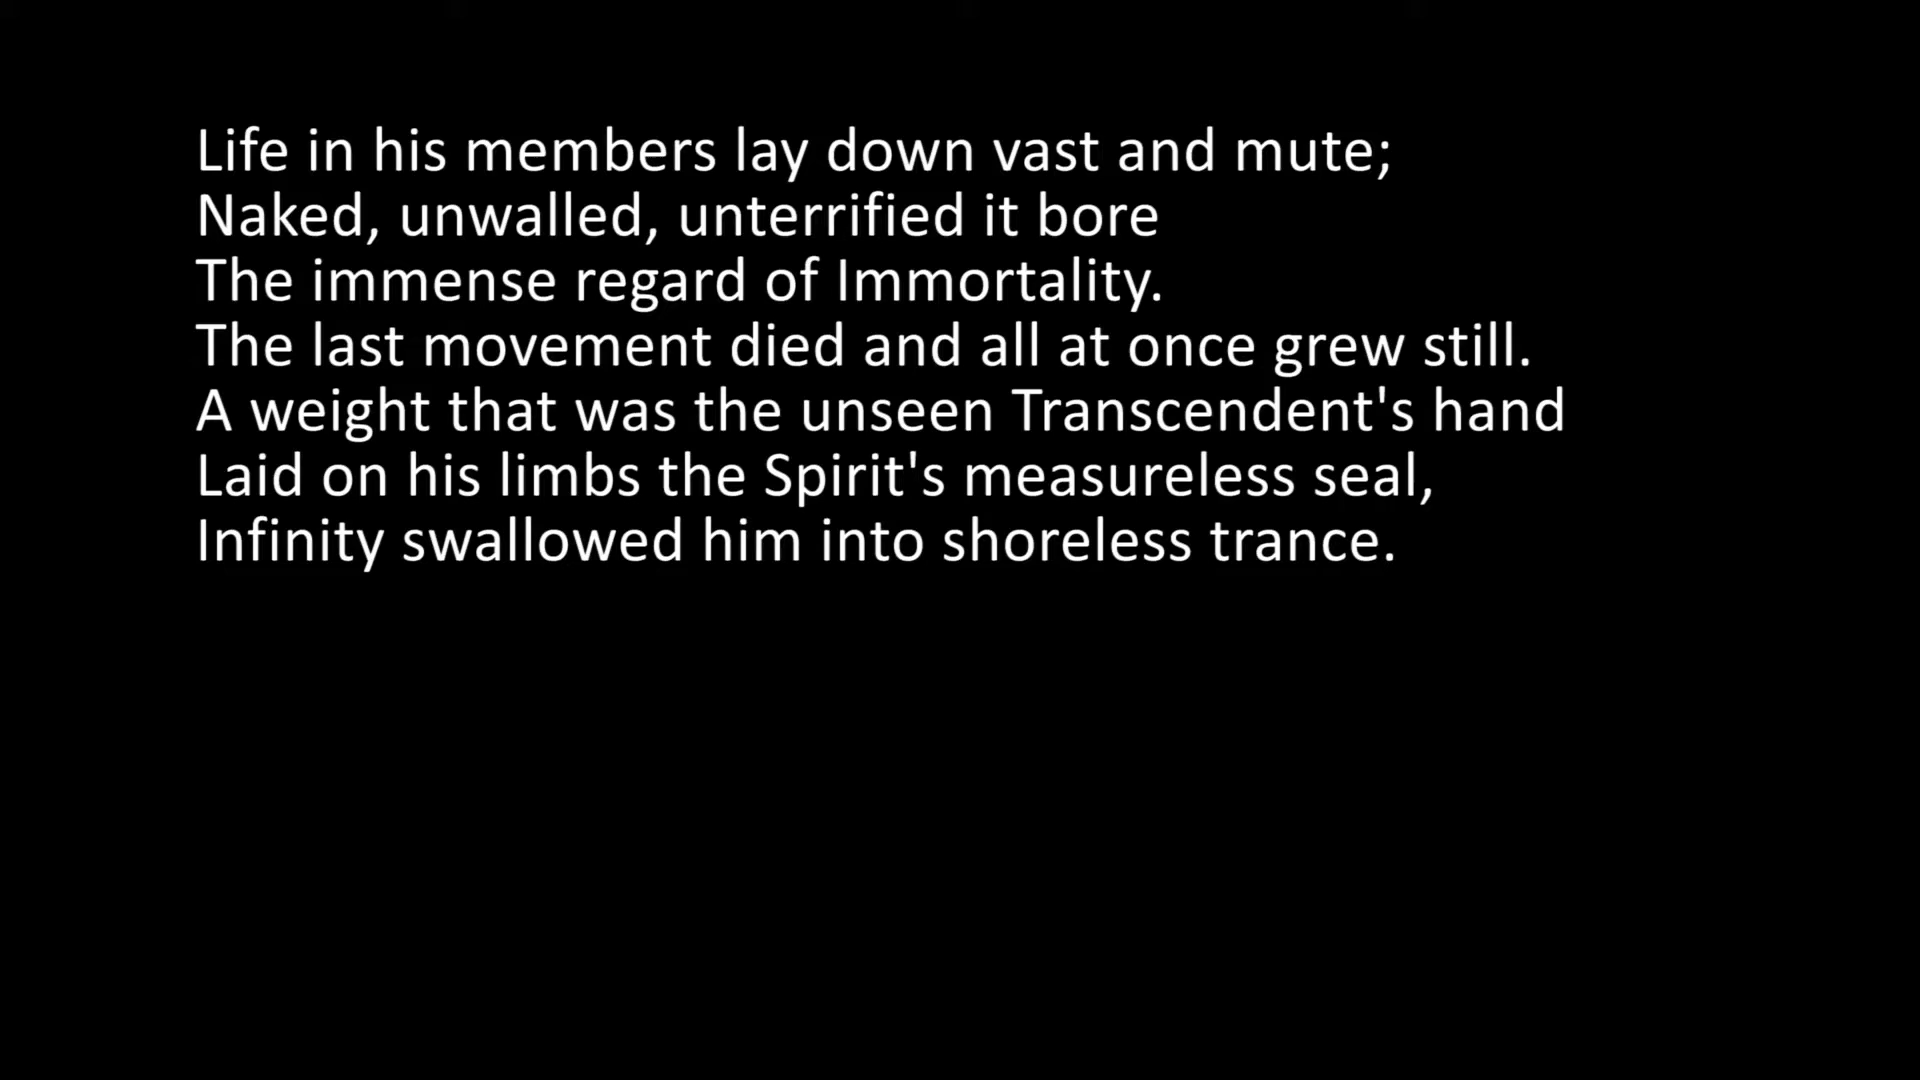 Life in his members lay down vast and mute;
Naked, unwalled, unterrified it bore
The immense regard of Immortality.
The last movement died and all at once grew still.
A weight that was the unseen Transcendent's hand
Laid on his limbs the Spirit's measureless seal,
Infinity swallowed him into shoreless trance.